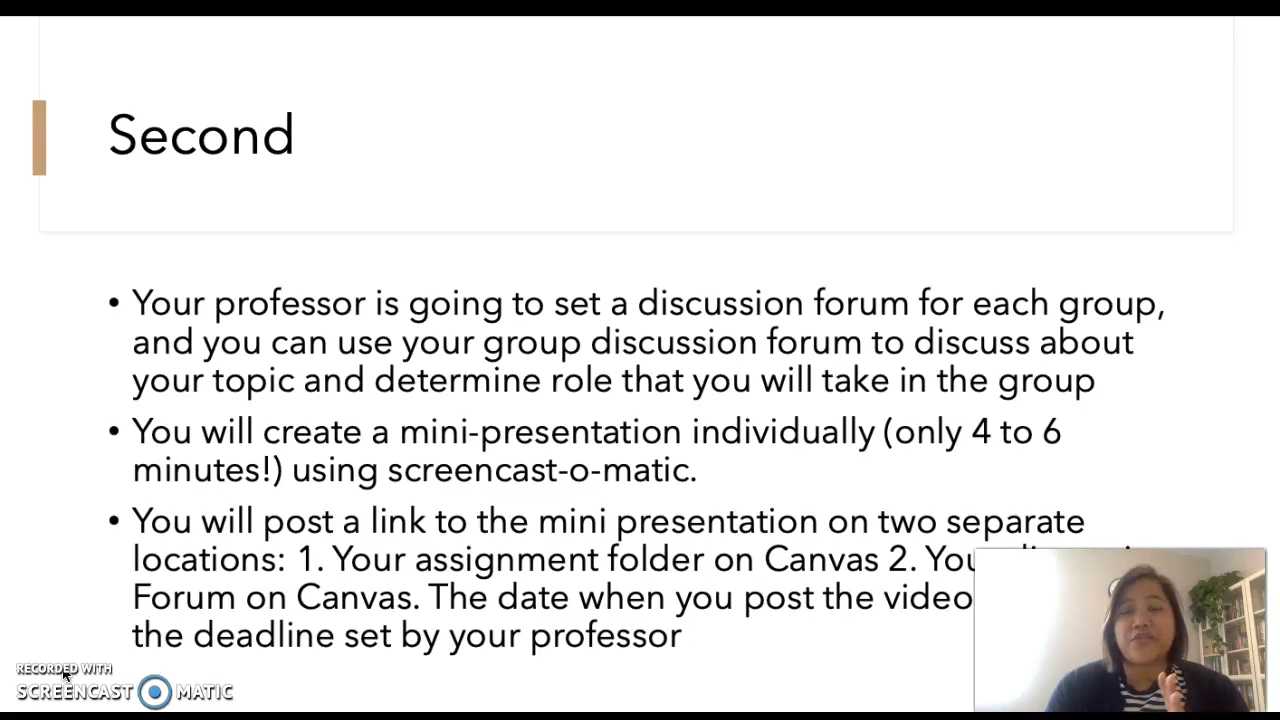 Second
• Your professor is going to set a discussion forum for each group,
and you can use your group discussion forum to discuss about
your topic and determine role that you will take in the group
• You will create a mini-presentation individually (only 4 to 6
minutes!) using screencast-o-matic.
• You will post a link to the mini presentation on two separate
locations: 1. Your assignment folder on Canvas 2.
Forum on Canvas. The date when you post the video
the deadline set by your professor
RECORDED WITH
SCREENCAST MATIC